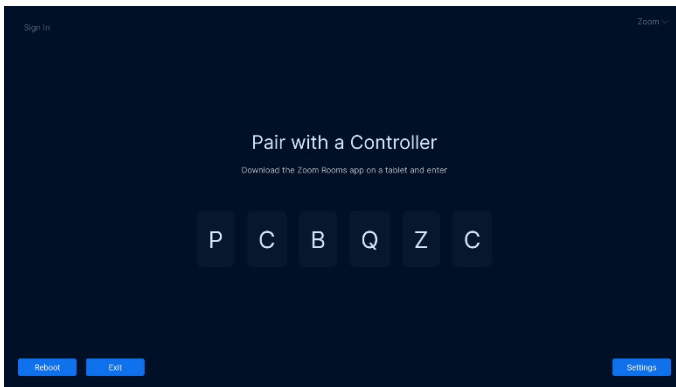 Sign In
Zoom
Pair with a Controller
Download the Zoom Rooms app on a tablet and enter
P C B Q Z C
Reboot Exit Settings